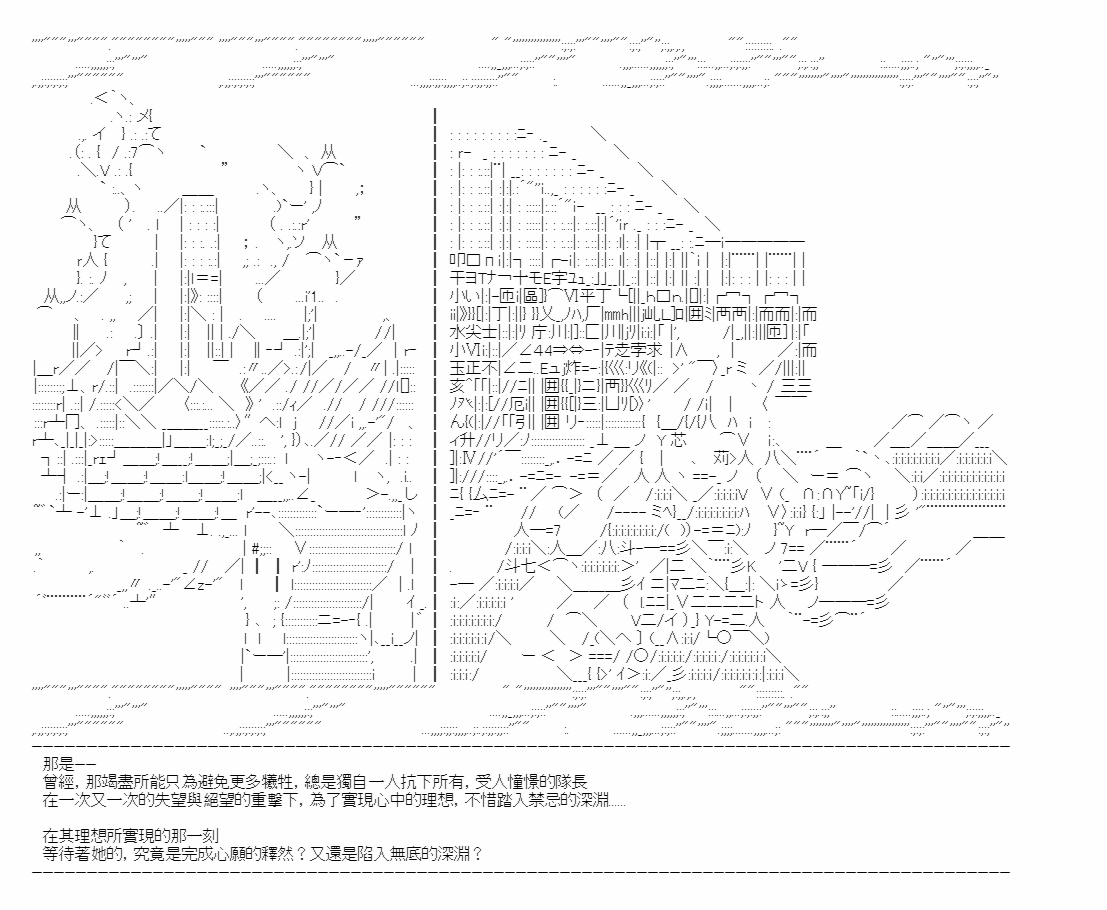 那是——
曾經，那竭盡所能只為避免更多犧牲，總是獨自一人抗下所有，受人憧憬的隊長
在一次又一次的失望與絕望的重擊下，為了實現心中的理想，不惜踏入禁忌的深淵......
在其理想所實現的那一刻
等待著她的，究竟是完成心願的釋然？又還是陷入無底的深淵？